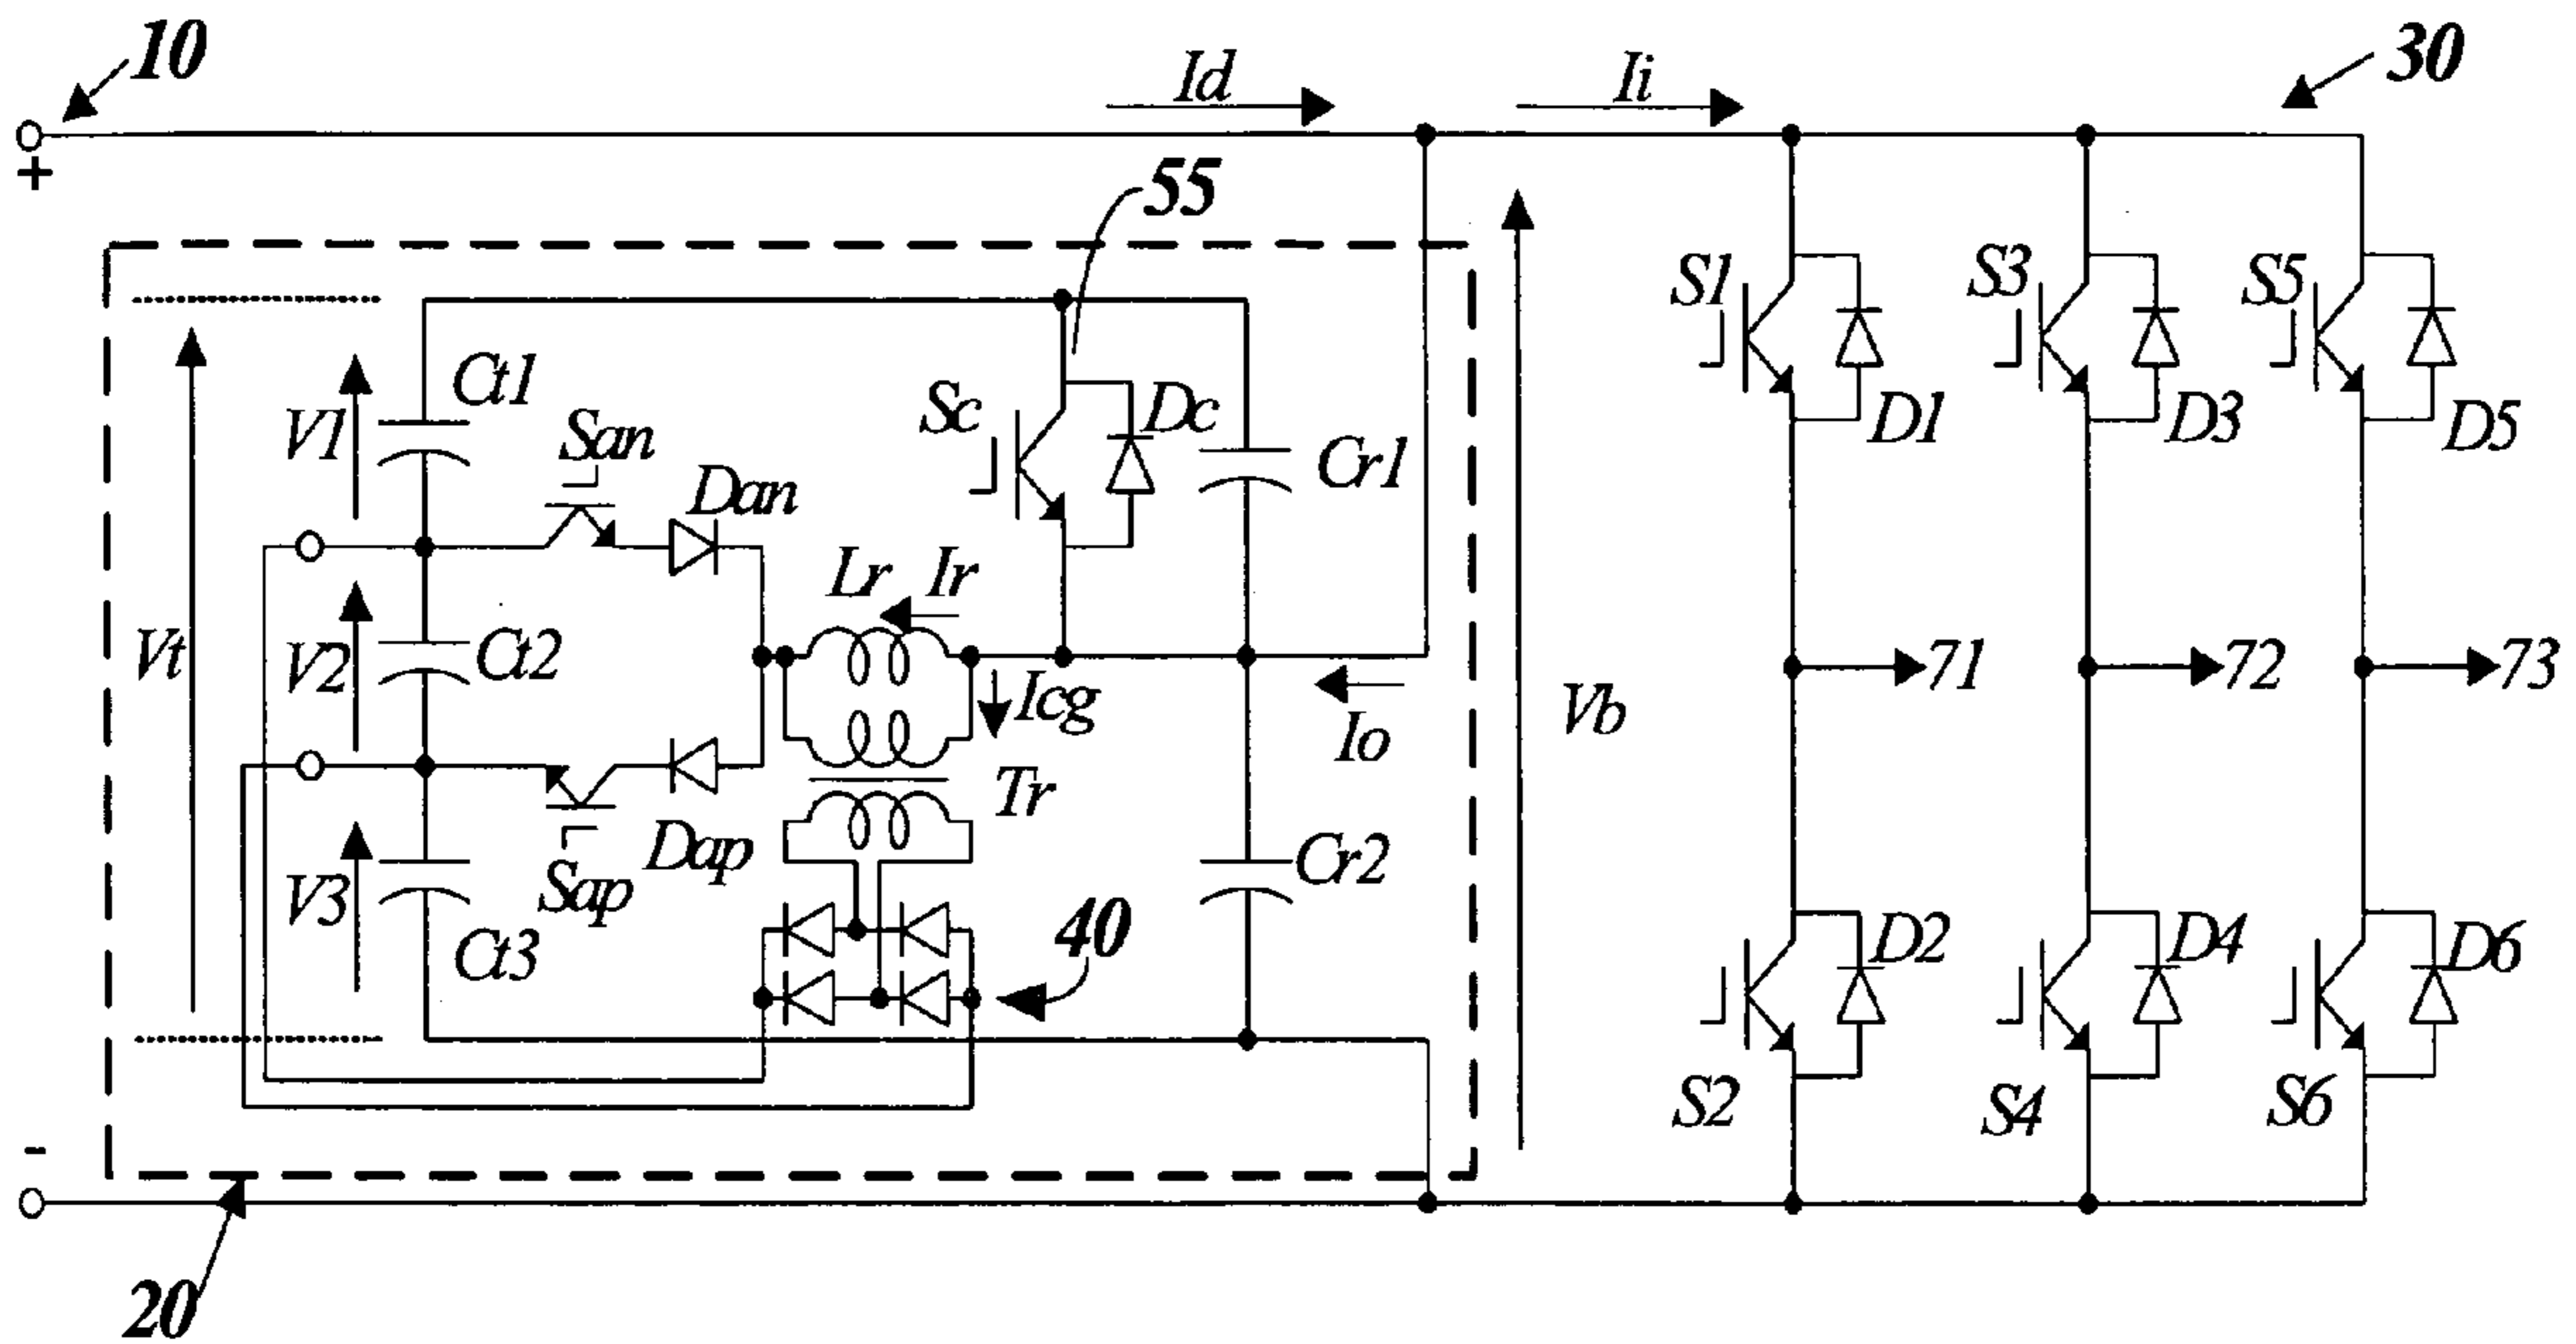 10
Id
Ii
30
+
55
S1
S3
S5
Ct1
Sc
Dc
V1
San
D1
D3
D5
Cr1
Dan
Lr
Ir
Vt
V2
Ct2
71
72
73
Icg
Vb
Io
Tr
Dap
Cr2
V3
Sap
40
D2
D4
D6
Ct3
S2
S4
S6
-
20